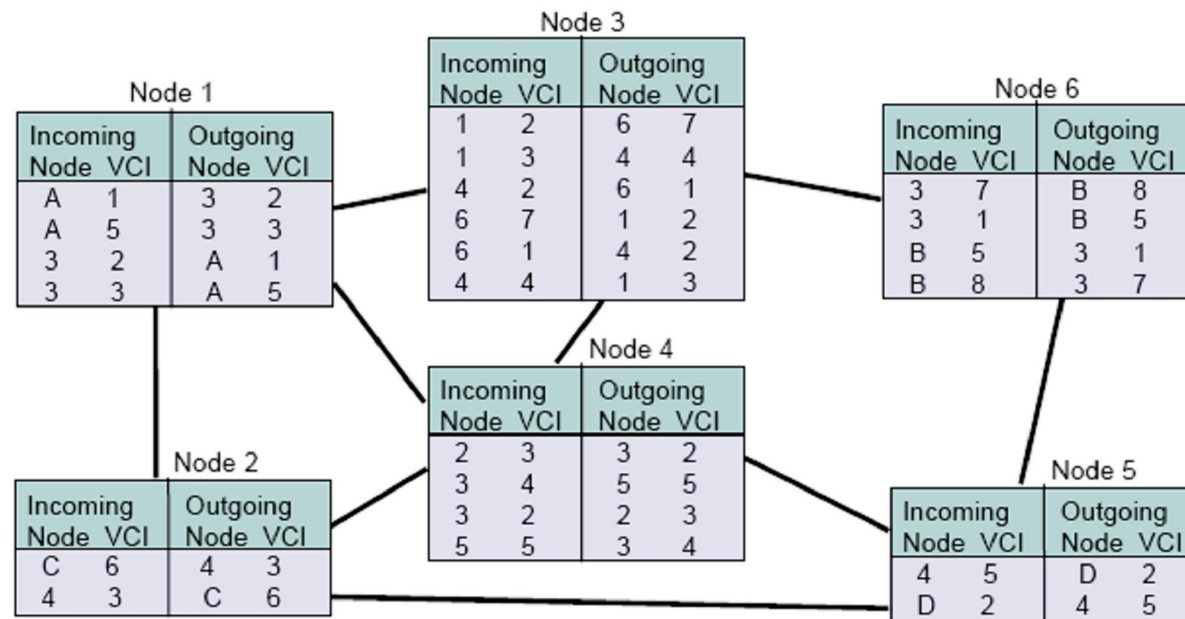 Node 3
Incoming Outgoing
Node VCI Node VCI
1 2 6 7
1 3 4 4
4 2 6 1
6 7 1 2
6 1 4 2
4 4 1 3
Node 1
Incoming Outgoing
Node VCI Node VCI
A 1 3 2
A 5 3 3
3 2 A 1
3 3 A 5
Node 6
Incoming Outgoing
Node VCI Node VCI
3 7 B 8
3 1 B 5
B 5 3 1
B 8 3 7
Node 4
Incoming Outgoing
Node VCI Node VCI
2 3 3 2
3 4 5 5
3 2 2 3
5 5 3 4
Node 2
Incoming Outgoing
Node VCI Node VCI
C 6 4 3
4 3 C 6
Node 5
Incoming Outgoing
Node VCI Node VCI
4 5 D 2
D 2 4 5